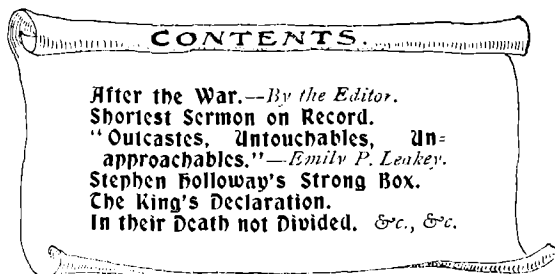 CONTENTS.
After the War.—By the Editor.
Shortest Sermon on Record.
"Outcastes, Untouchables, Un=
approachables."—Emily P. Leakey.
Stephen Holloway's Strong Box.
The King's Declaration.
In their Death not Divided. &c., &c.